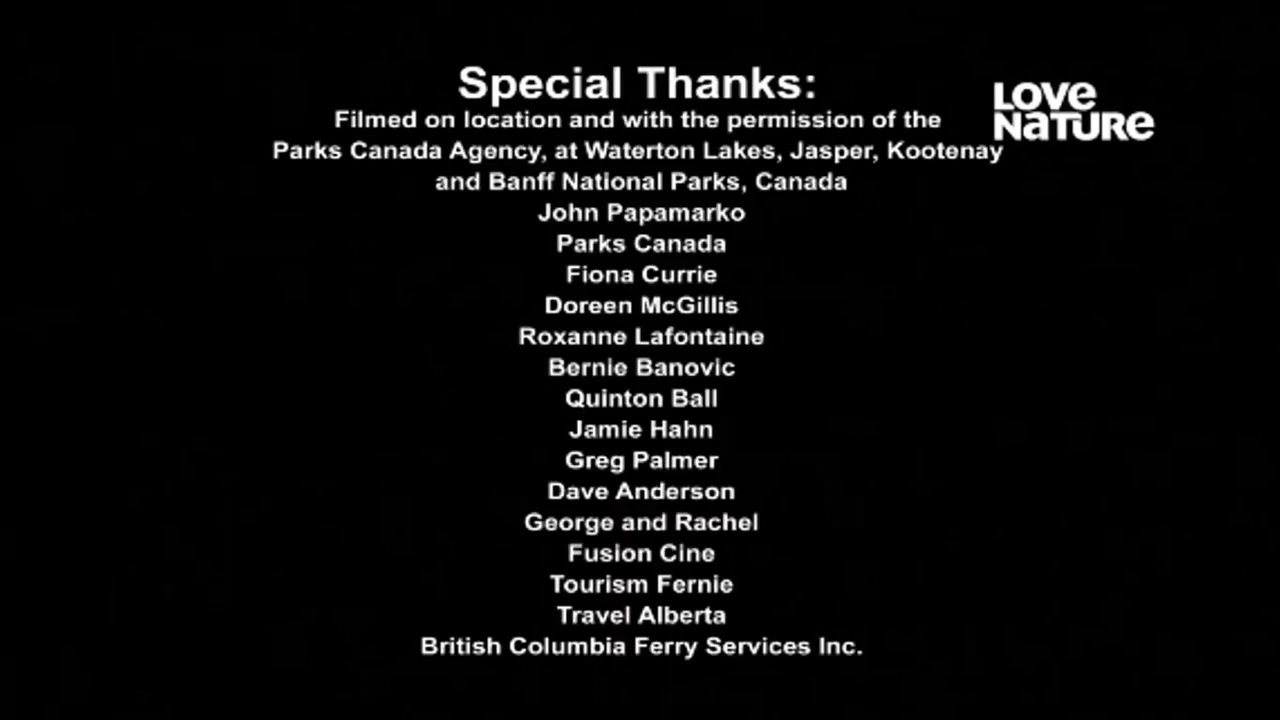 Special Thanks:
LOVE
NATURE
Filmed on location and with the permission of the
Parks Canada Agency, at Waterton Lakes, Jasper, Kootenay
and Banff National Parks, Canada
John Papamarko
Parks Canada
Fiona Currie
Doreen McGillis
Roxanne Lafontaine
Bernie Banovic
Quinton Ball
Jamie Hahn
Greg Palmer
Dave Anderson
George and Rachel
Fusion Cine
Tourism Fernie
Travel Alberta
British Columbia Ferry Services Inc.